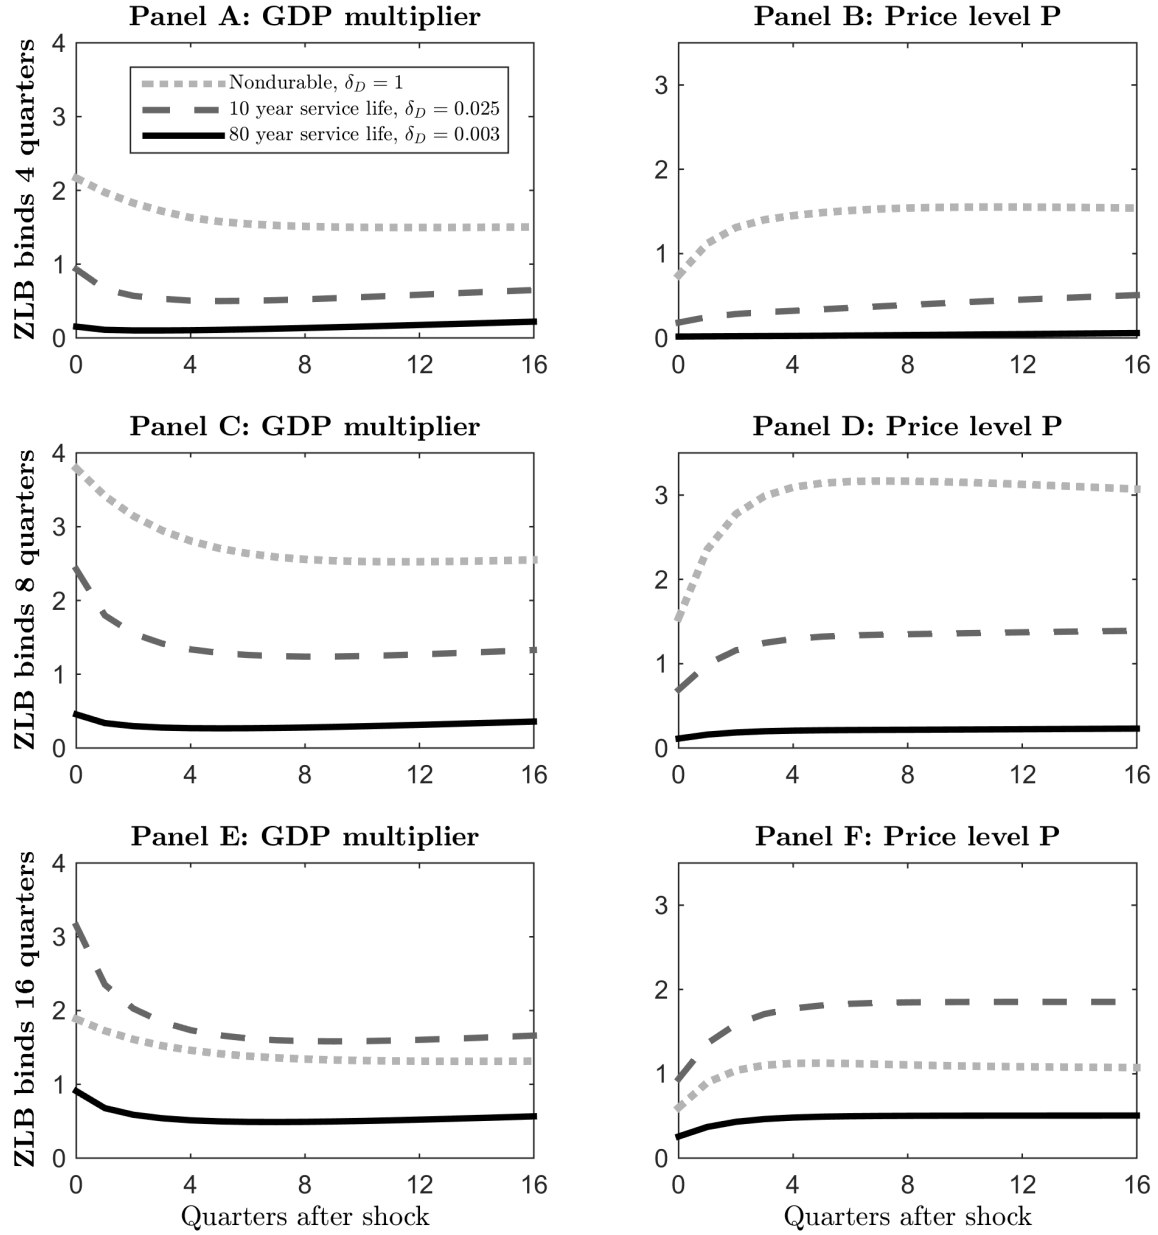 Panel A: GDP multiplier
Panel B: Price level P
ZLB binds 4 quarters
4
3
2
1
0
Nondurable, δ_D = 1
10 year service life, δ_D = 0.025
80 year service life, δ_D = 0.003
0 4 8 12 16
3
2
1
0
0 4 8 12 16
Panel C: GDP multiplier
Panel D: Price level P
ZLB binds 8 quarters
4
3
2
1
0
0 4 8 12 16
3
2
1
0
0 4 8 12 16
Panel E: GDP multiplier
Panel F: Price level P
ZLB binds 16 quarters
4
3
2
1
0
0 4 8 12 16
Quarters after shock
3
2
1
0
0 4 8 12 16
Quarters after shock